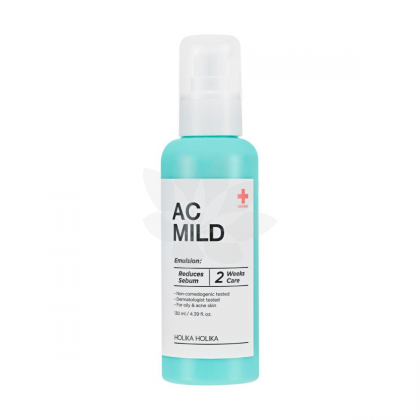 AC
MILD
Emulsion:
Reduces Sebum
2 Weeks Care
• Non-comedogenic tested
• Dermatologist tested
• For oily & acne skin
130 ml / 4.39 fl. oz.
HOLIKA HOLIKA